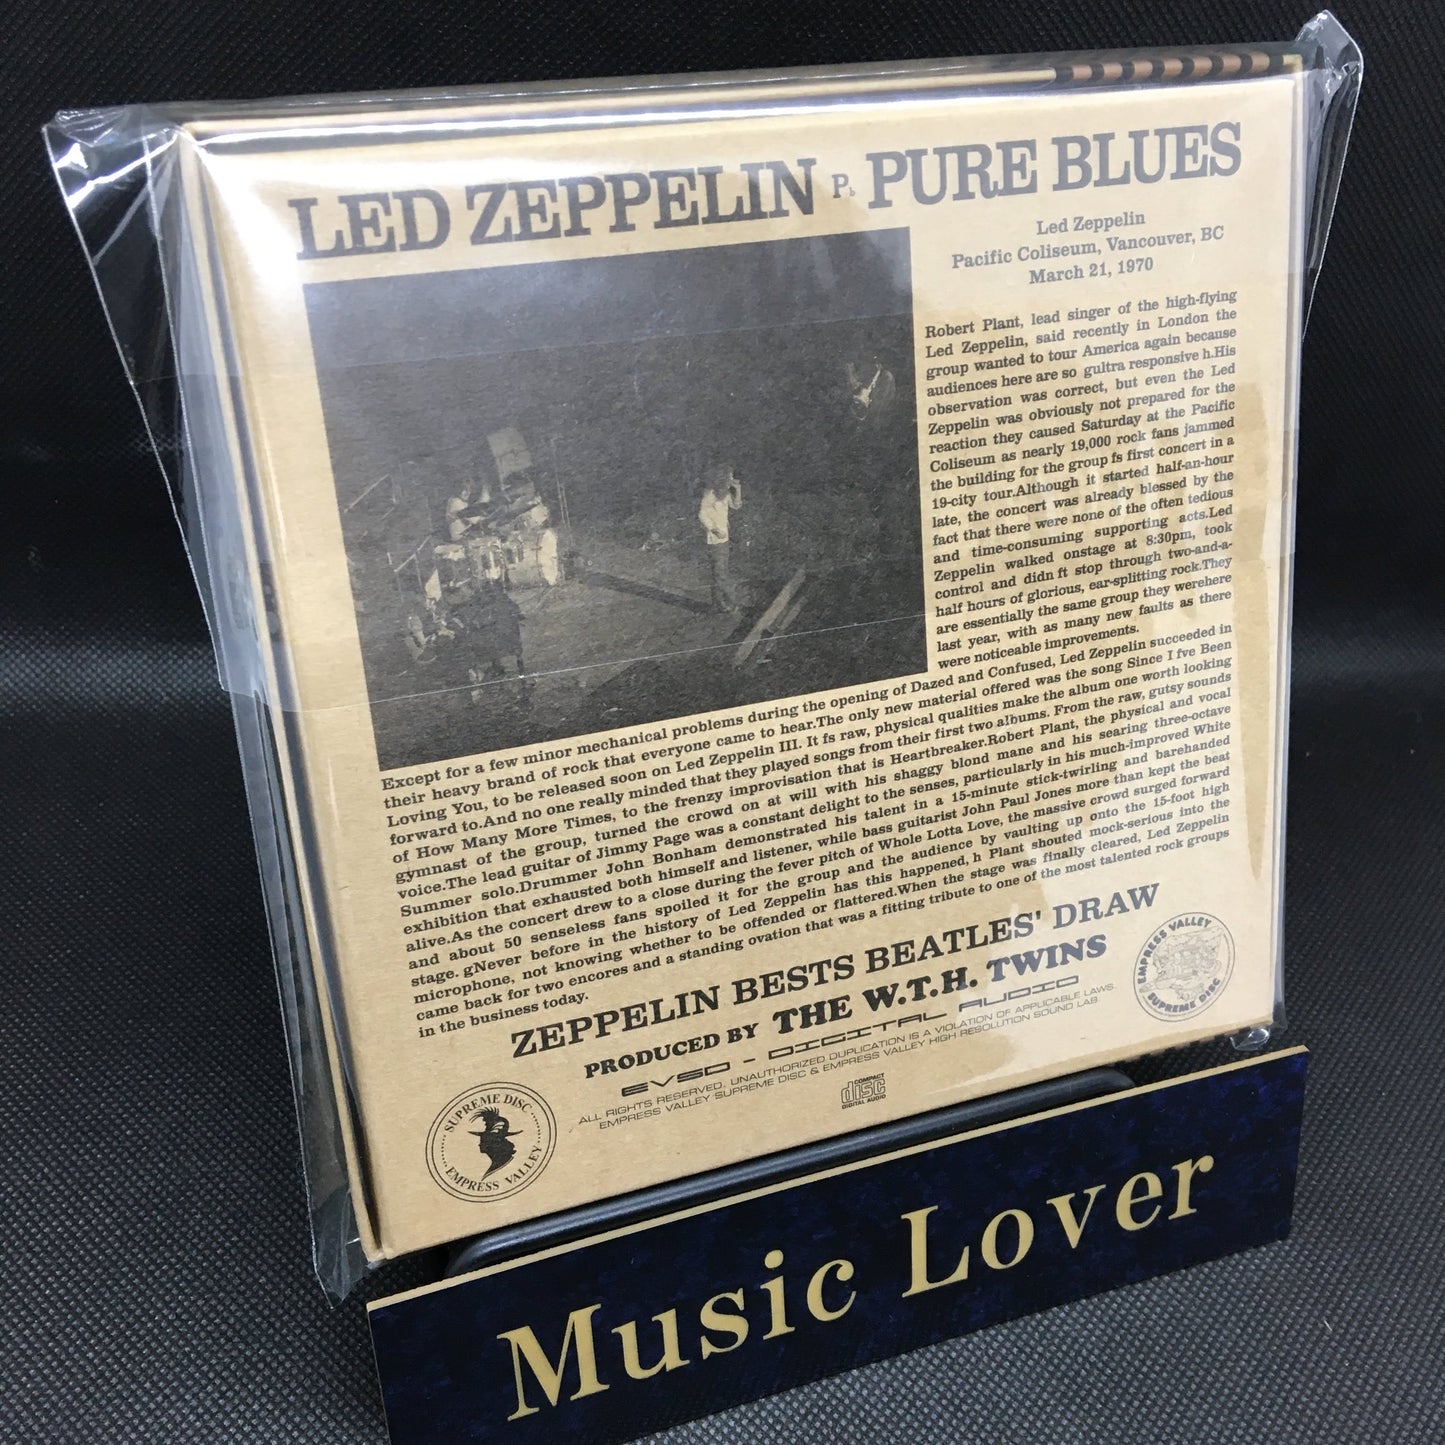 LED ZEPPELIN Pb PURE BLUES
Led Zeppelin
Pacific Coliseum, Vancouver, BC
March 21, 1970
Robert Plant, lead singer of the high-flying
Led Zeppelin, said recently in London the
group wanted to tour America again because
audiences here are so gultra responsive h.His
observation was correct, but even the Led
Zeppelin was obviously not prepared for the
reaction they caused Saturday at the Pacific
Coliseum as nearly 19,000 rock fans jammed
the building for the group fs first concert in a
19-city tour.Although it started half-an-hour
late, the concert was already blessed by the
fact that there were none of the often tedious
and time-consuming supporting acts.Led
Zeppelin walked onstage at 8:30pm, took
control and didn ft stop through two-and-a-
half hours of glorious, ear-splitting rock.They
are essentially the same group they werehere
last year, with as many new faults as there
were noticeable improvements.
Except for a few minor mechanical problems during the opening of Dazed and Confused, Led Zeppelin succeeded in
their heavy brand of rock that everyone came to hear.The only new material offered was the song Since I fve Been
Loving You, to be released soon on Led Zeppelin III. It fs raw, physical qualities make the album one worth looking
forward to.And no one really minded that they played songs from their first two albums. From the raw, gutsy sounds
of How Many More Times, to the frenzy improvisation that is Heartbreaker.Robert Plant, the physical and vocal
gymnast of the group, turned the crowd on at will with his shaggy blond mane and his searing three-octave
voice.The lead guitar of Jimmy Page was a constant delight to the senses, particularly in his much-improved White
Summer solo.Drummer John Bonham demonstrated his talent in a 15-minute stick-twirling and barehanded
exhibition that exhausted both himself and listener, while bass guitarist John Paul Jones more than kept the beat
alive.As the concert drew to a close during the fever pitch of Whole Lotta Love, the massive crowd surged forward
and about 50 senseless fans spoiled it for the group and the audience by vaulting up onto the 15-foot high
stage. gNever before in the history of Led Zeppelin has this happened, h Plant shouted mock-serious into the
microphone, not knowing whether to be offended or flattered.When the stage was finally cleared, Led Zeppelin
came back for two encores and a standing ovation that was a fitting tribute to one of the most talented rock groups
in the business today.
ZEPPELIN BESTS BEATLES' DRAW
PRODUCED BY THE W.T.H. TWINS
EVSD - DIGITAL AUDIO
ALL RIGHTS RESERVED. UNAUTHORIZED DUPLICATION IS A VIOLATION OF APPLICABLE LAWS
EMPRESS VALLEY SUPREME DISC & EMPRESS VALLEY HIGH RESOLUTION SOUND LAB
COMPACT
disc
DIGITAL AUDIO
SUPREME DISC
EMPRESS VALLEY
EMPRESS VALLEY
SUPREME DISC
Music Lover